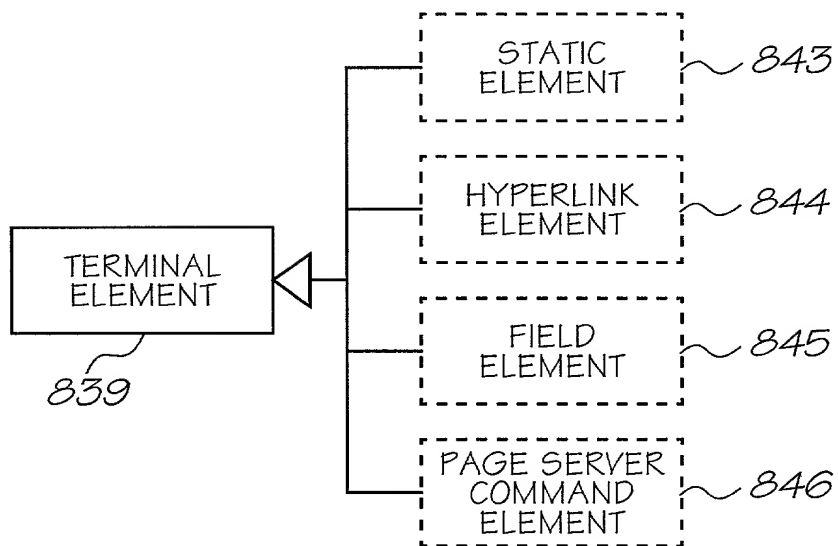 STATIC
ELEMENT
843
HYPERLINK
ELEMENT
844
TERMINAL
ELEMENT
839
FIELD
ELEMENT
845
PAGE SERVER
COMMAND
ELEMENT
846